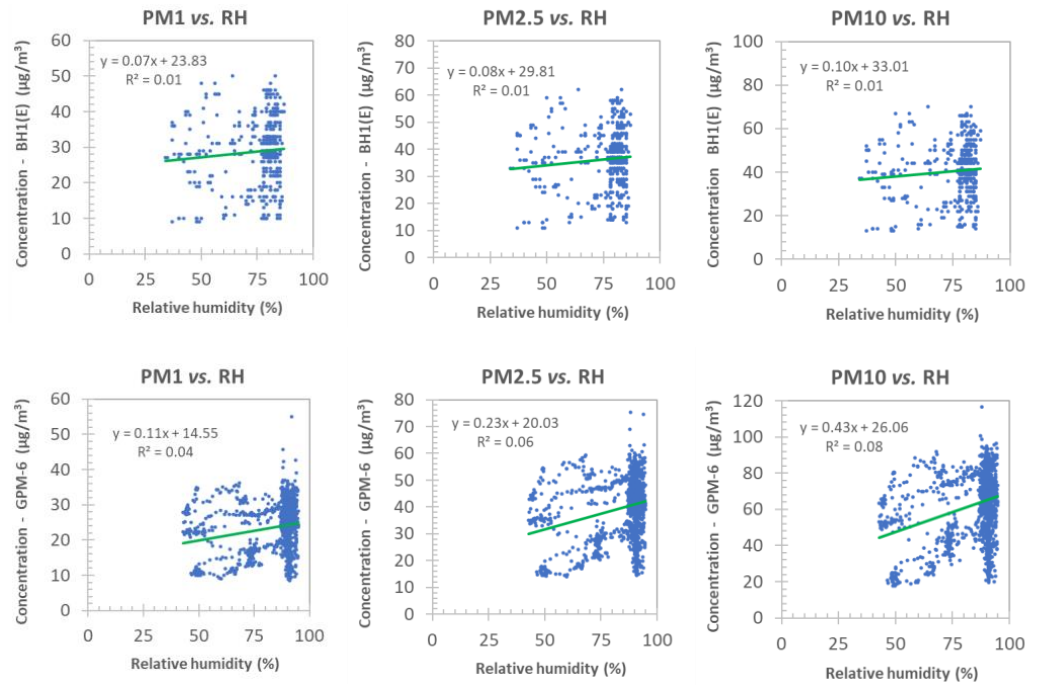 PM1 vs. RH
Concentration - BH1(E) (µg/m³)
60
50
40
30
20
10
0
y = 0.07x + 23.83
R² = 0.01
0 25 50 75 100
Relative humidity (%)
PM2.5 vs. RH
Concentration - BH1(E) (µg/m³)
80
70
60
50
40
30
20
10
0
y = 0.08x + 29.81
R² = 0.01
0 25 50 75 100
Relative humidity (%)
PM10 vs. RH
Concentration - BH1(E) (µg/m³)
100
80
60
40
20
0
y = 0.10x + 33.01
R² = 0.01
0 25 50 75 100
Relative humidity (%)
PM1 vs. RH
Concentration - GPM-6 (µg/m³)
60
50
40
30
20
10
0
y = 0.11x + 14.55
R² = 0.04
0 25 50 75 100
Relative humidity (%)
PM2.5 vs. RH
Concentration - GPM-6 (µg/m³)
80
70
60
50
40
30
20
10
0
y = 0.23x + 20.03
R² = 0.06
0 25 50 75 100
Relative humidity (%)
PM10 vs. RH
Concentration - GPM-6 (µg/m³)
120
100
80
60
40
20
0
y = 0.43x + 26.06
R² = 0.08
0 25 50 75 100
Relative humidity (%)